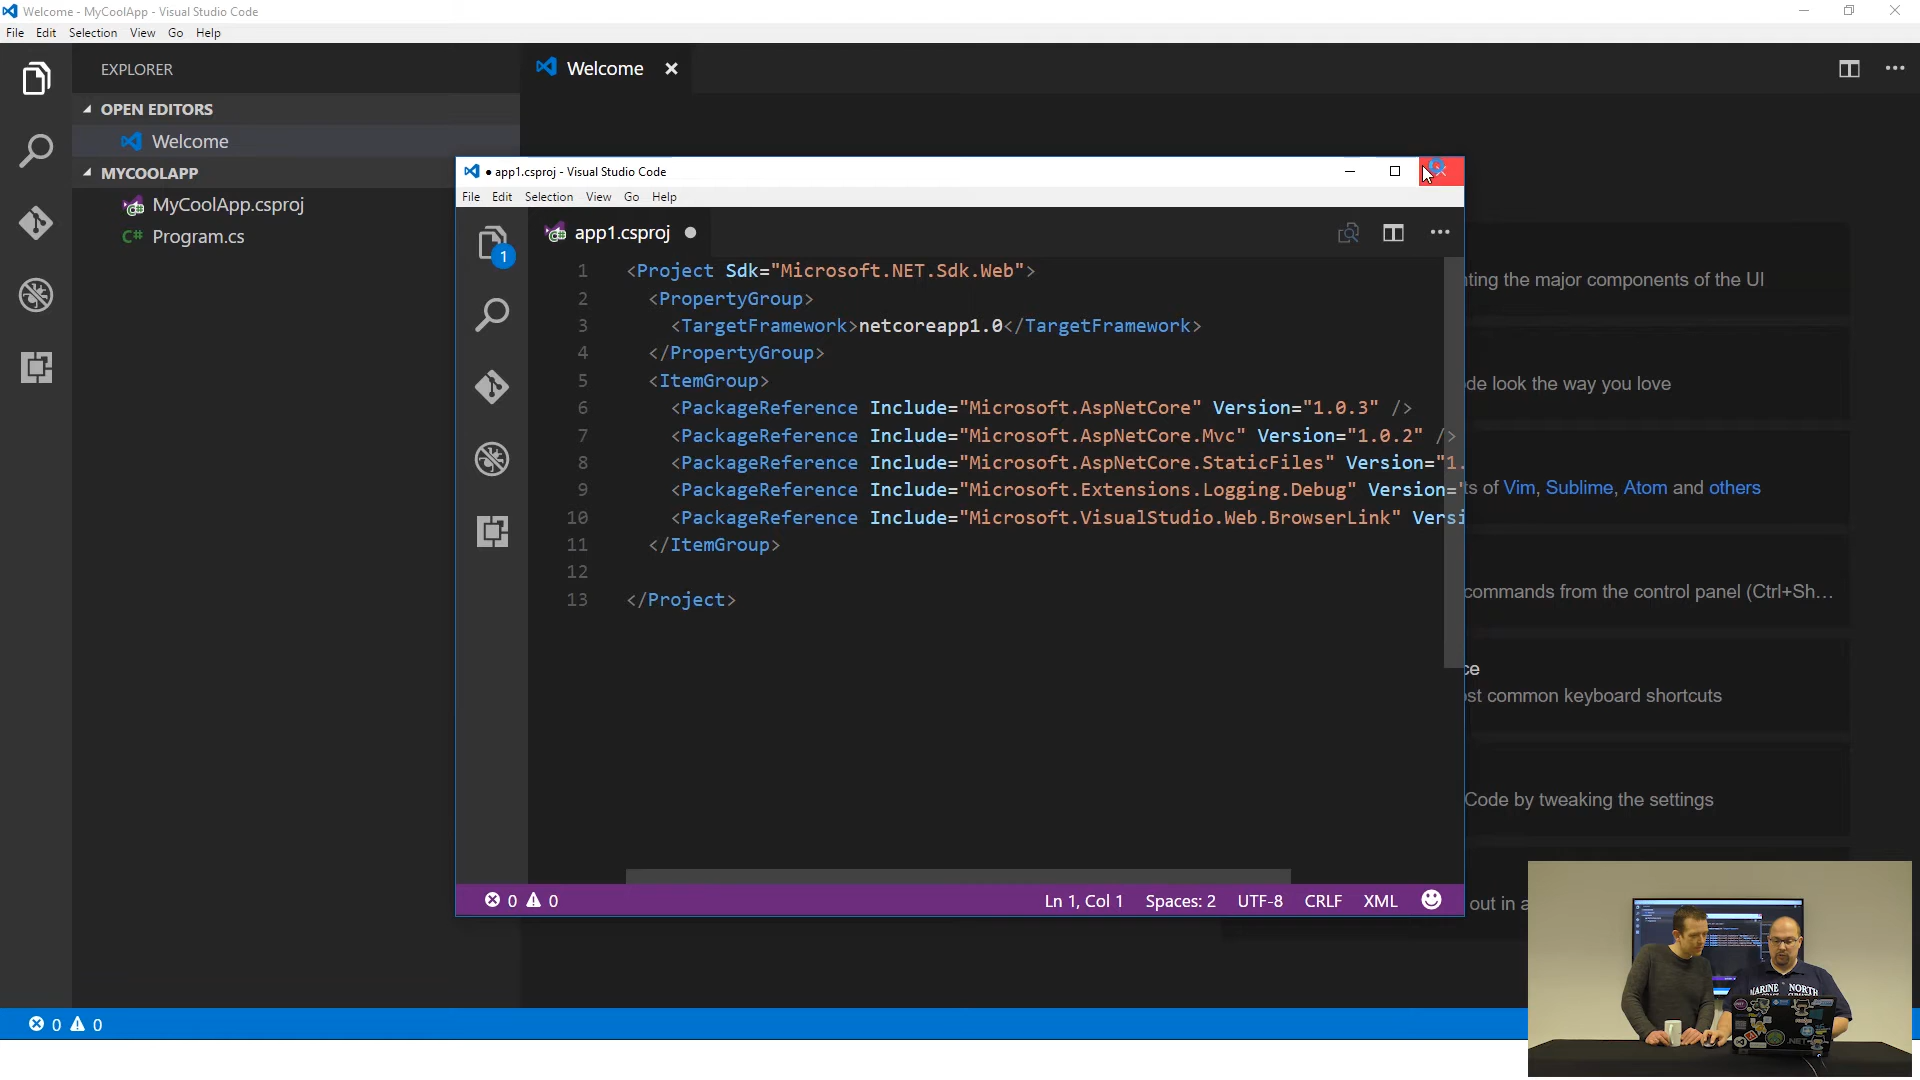 Welcome - MyCoolApp - Visual Studio Code
File Edit Selection View Go Help
EXPLORER
OPEN EDITORS
Welcome
MYCOOLAPP
MyCoolApp.csproj
C# Program.cs
Welcome
● app1.csproj - Visual Studio Code
File Edit Selection View Go Help
1
app1.csproj
1 <Project Sdk="Microsoft.NET.Sdk.Web">
2 <PropertyGroup>
3 <TargetFramework>netcoreapp1.0</TargetFramework>
4 </PropertyGroup>
5 <ItemGroup>
6 <PackageReference Include="Microsoft.AspNetCore" Version="1.0.3" />
7 <PackageReference Include="Microsoft.AspNetCore.Mvc" Version="1.0.2" />
8 <PackageReference Include="Microsoft.AspNetCore.StaticFiles" Version="1.
9 <PackageReference Include="Microsoft.Extensions.Logging.Debug" Version="
10 <PackageReference Include="Microsoft.VisualStudio.Web.BrowserLink" Versi
11 </ItemGroup>
12
13 </Project>
0 0
Ln 1, Col 1 Spaces: 2 UTF-8 CRLF XML
ting the major components of the UI
de look the way you love
ts of Vim, Sublime, Atom and others
commands from the control panel (Ctrl+Sh…
ce
ost common keyboard shortcuts
Code by tweaking the settings
out in a
0 0
MARINE NORTH
.NET